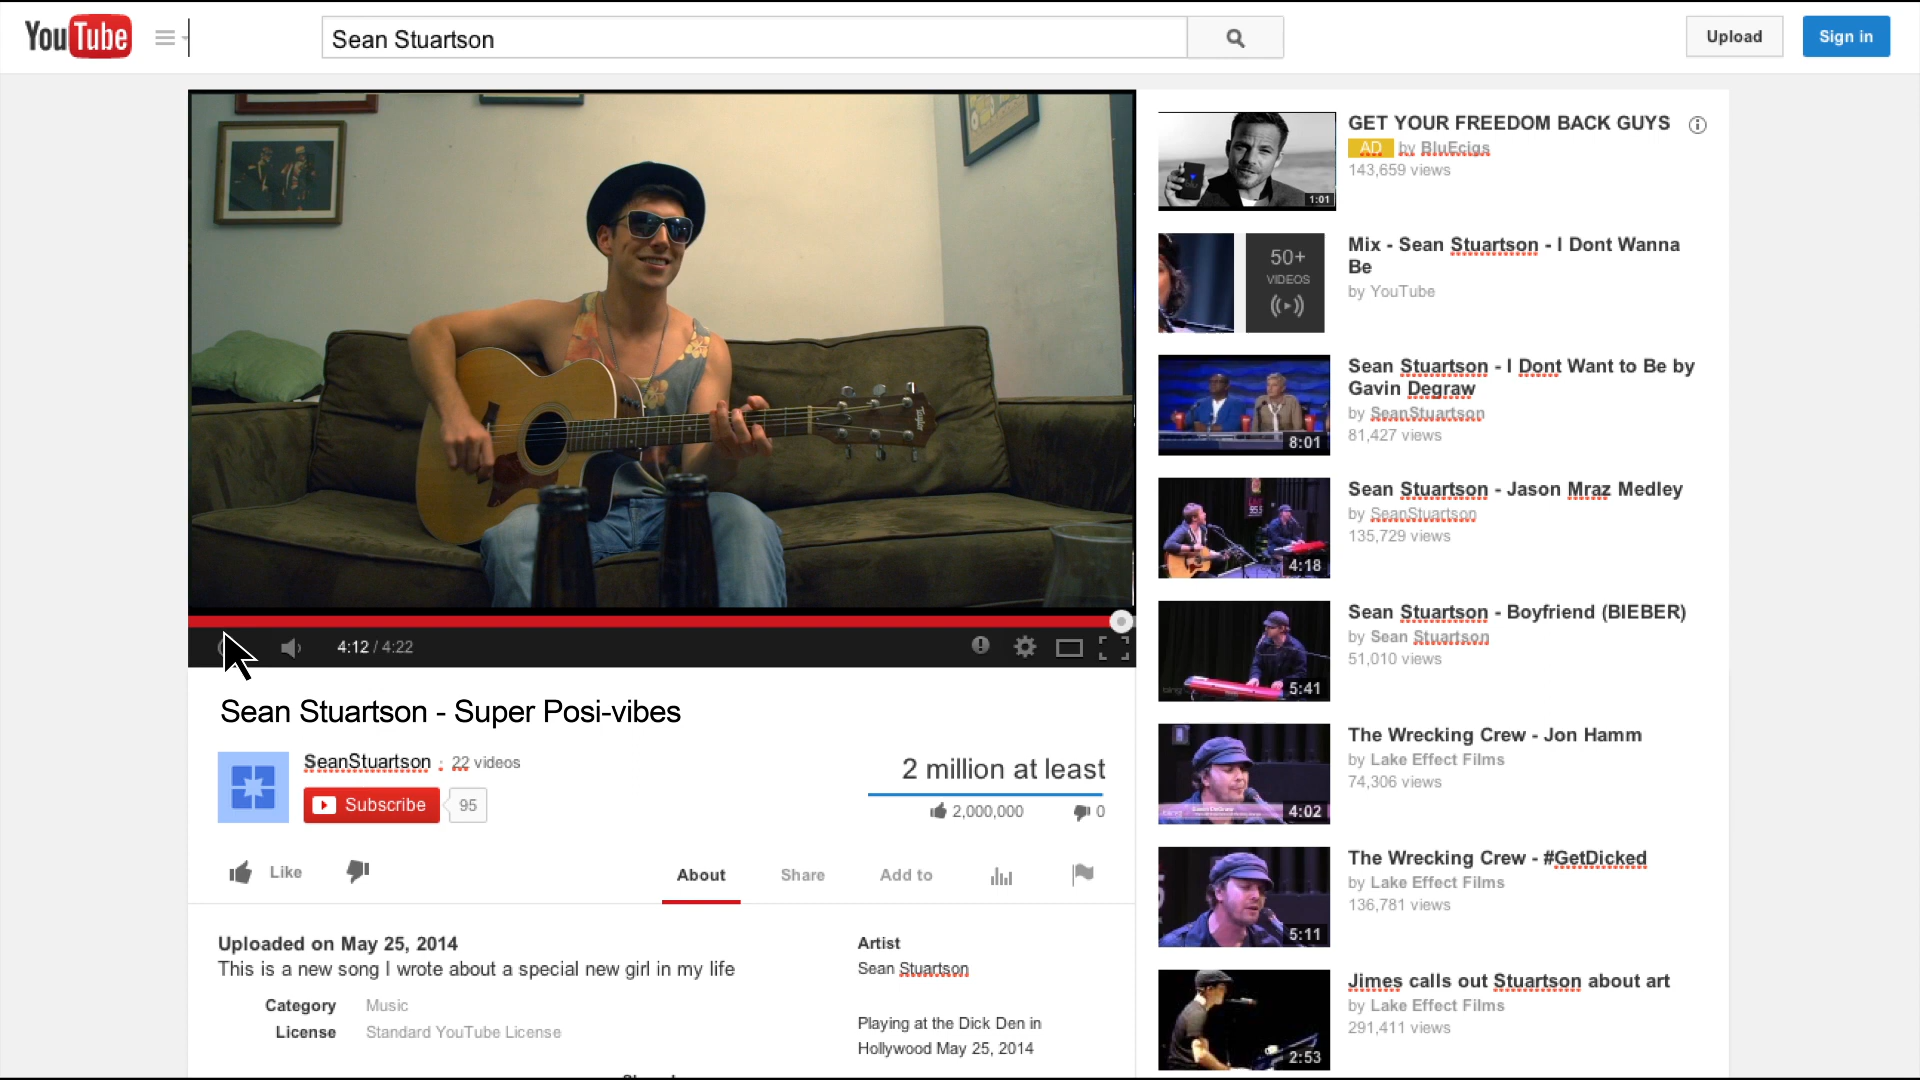 YouTube
Sean Stuartson
Upload
Sign in
Taylor
4:12 / 4:22
Sean Stuartson - Super Posi-vibes
SeanStuartson
22 videos
Subscribe
95
2 million at least
2,000,000
0
Like
About
Share
Add to
Uploaded on May 25, 2014
This is a new song I wrote about a special new girl in my life
Category Music
License Standard YouTube License
Artist
Sean Stuartson
Playing at the Dick Den in
Hollywood May 25, 2014
1:01
GET YOUR FREEDOM BACK GUYS
AD by BluEcigs
143,659 views
50+
VIDEOS
Mix - Sean Stuartson - I Dont Wanna
Be
by YouTube
8:01
Sean Stuartson - I Dont Want to Be by
Gavin Degraw
by SeanStuartson
81,427 views
4:18
Sean Stuartson - Jason Mraz Medley
by SeanStuartson
135,729 views
5:41
Sean Stuartson - Boyfriend (BIEBER)
by Sean Stuartson
51,010 views
4:02
The Wrecking Crew - Jon Hamm
by Lake Effect Films
74,306 views
5:11
The Wrecking Crew - #GetDicked
by Lake Effect Films
136,781 views
2:53
Jimes calls out Stuartson about art
by Lake Effect Films
291,411 views